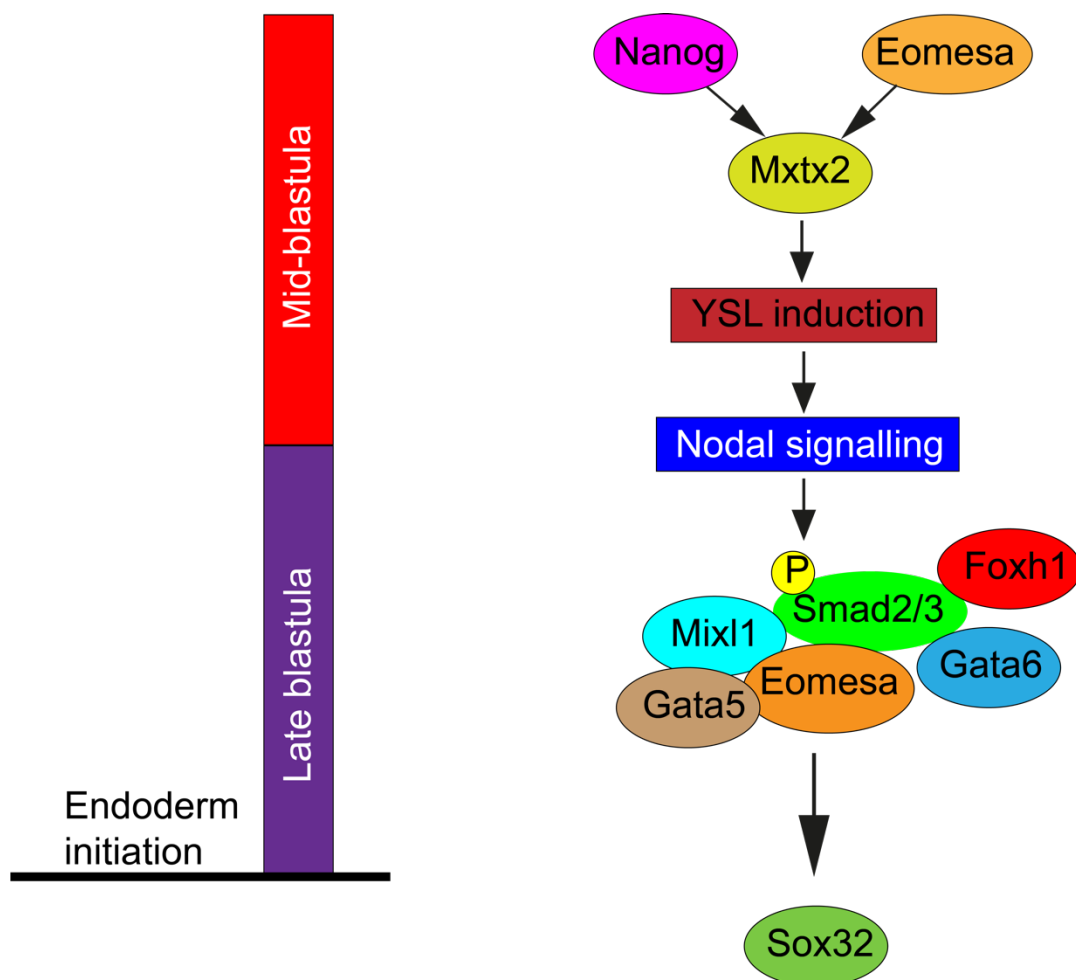 Mid-blastula
Late blastula
Endoderm
initiation
Nanog
Eomesa
Mxtx2
YSL induction
Nodal signalling
P
Smad2/3
Foxh1
Mixl1
Gata6
Eomesa
Gata5
Sox32